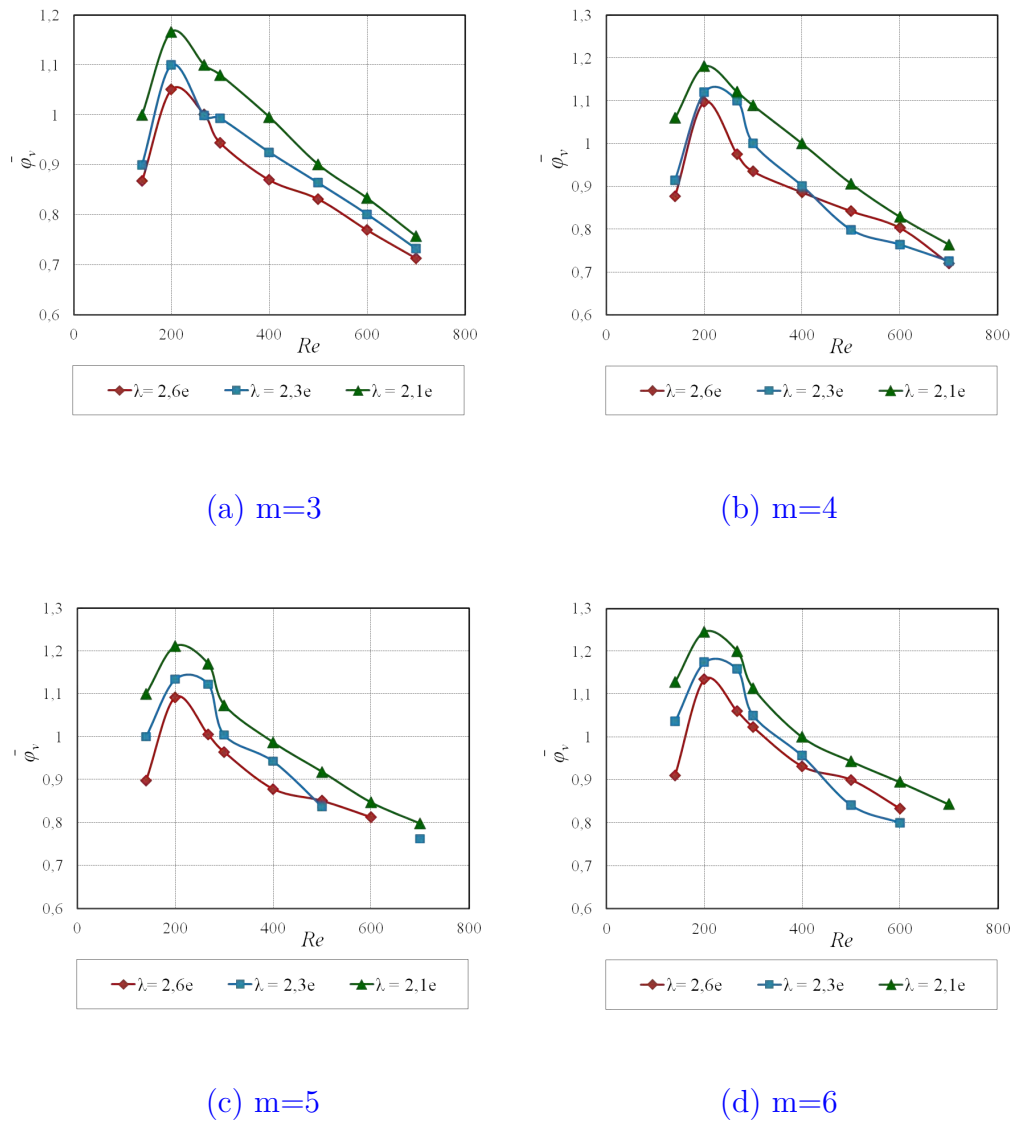 1,2
1,3
1,1
1,2
1
1,1
φ̄ᵥ
0,9
φ̄ᵥ
1
0,9
0,8
0,8
0,7
0,7
0,6
0,6
0 200 400 600 800
0 200 400 600 800
Re
Re
λ= 2,6e λ = 2,3e λ = 2,1e
λ= 2,6e λ = 2,3e λ = 2,1e
(a) m=3
(b) m=4
1,3
1,3
1,2
1,2
1,1
1,1
φ̄ᵥ
1
φ̄ᵥ
1
0,9
0,9
0,8
0,8
0,7
0,7
0,6
0,6
0 200 400 600 800
0 200 400 600 800
Re
Re
λ= 2,6e λ = 2,3e λ = 2,1e
λ= 2,6e λ = 2,3e λ = 2,1e
(c) m=5
(d) m=6